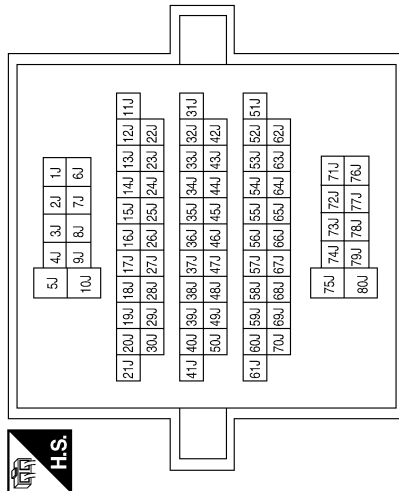 H.S.
5J 4J 3J 2J 1J
10J 9J 8J 7J 6J
21J 20J 19J 18J 17J 16J 15J 14J 13J 12J 11J
30J 29J 28J 27J 26J 25J 24J 23J 22J
41J 40J 39J 38J 37J 36J 35J 34J 33J 32J 31J
50J 49J 48J 47J 46J 45J 44J 43J 42J
61J 60J 59J 58J 57J 56J 55J 54J 53J 52J 51J
70J 69J 68J 67J 66J 65J 64J 63J 62J
75J 74J 73J 72J 71J
80J 79J 78J 77J 76J